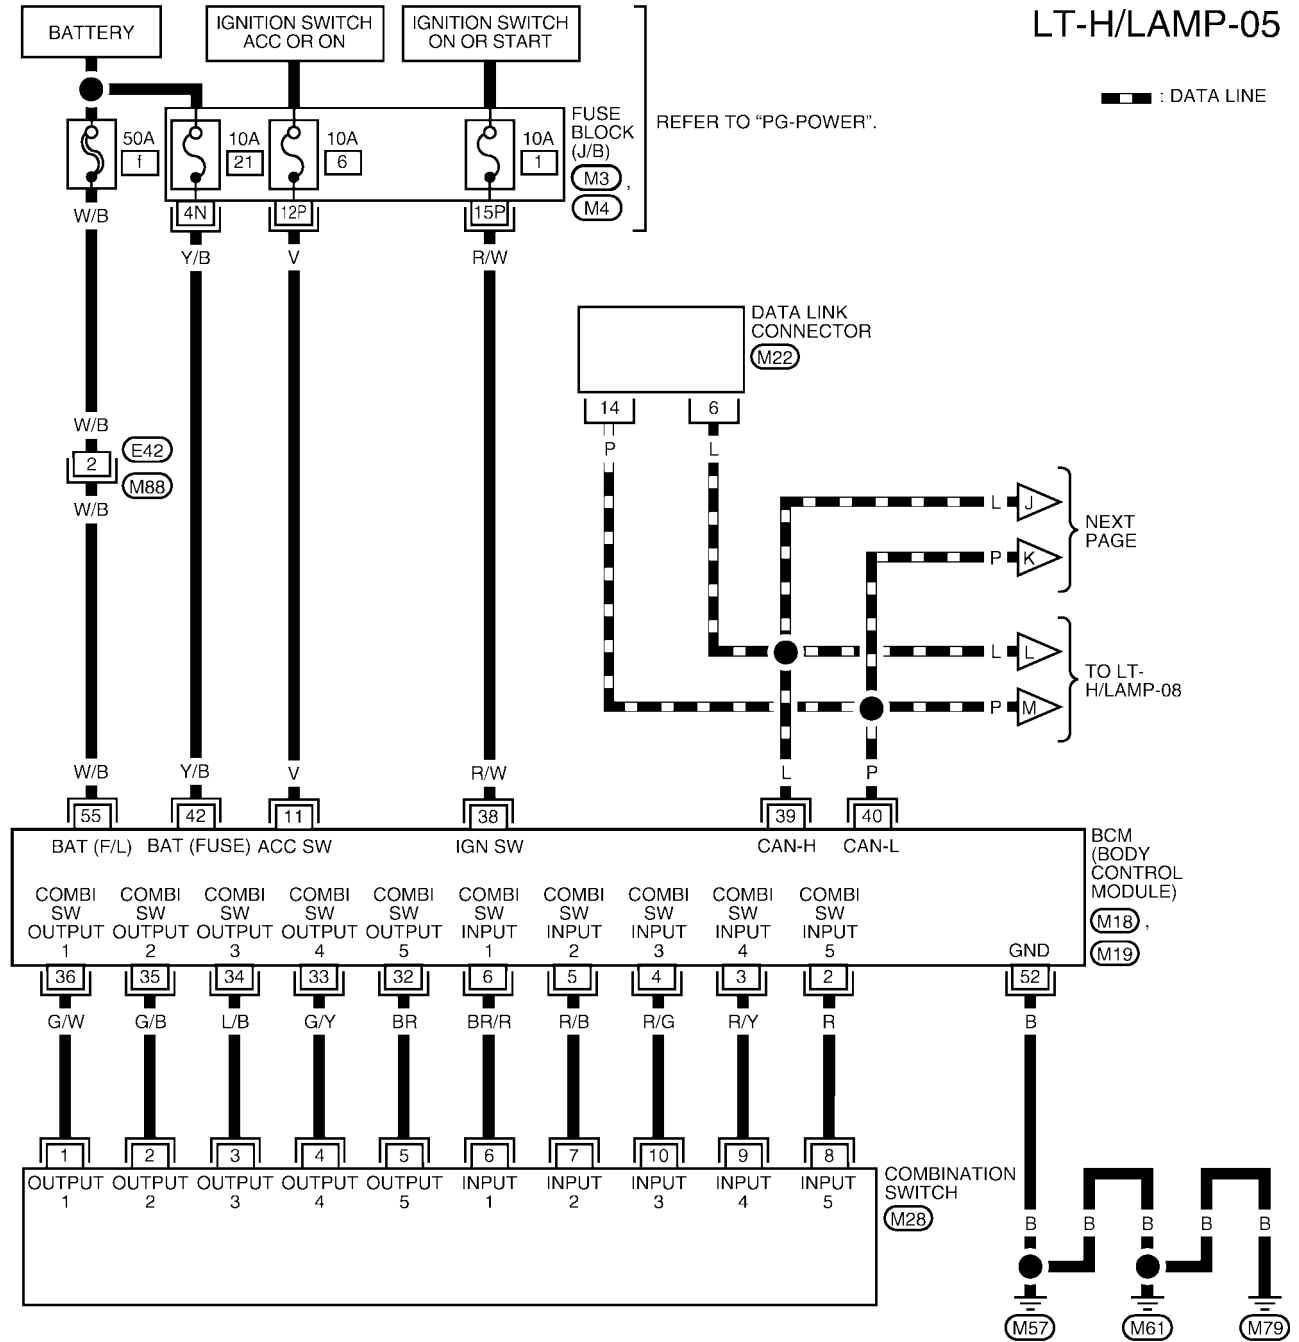 LT-H/LAMP-05
BATTERY
IGNITION SWITCH
ACC OR ON
IGNITION SWITCH
ON OR START
: DATA LINE
50A
f
10A
21
10A
6
10A
1
FUSE
BLOCK
(J/B)
M3 ,
M4
REFER TO “PG-POWER”.
4N
12P
15P
W/B
Y/B
V
R/W
DATA LINK
CONNECTOR
M22
14
6
P
L
W/B
2
E42
M88
W/B
L
J
P
K
NEXT
PAGE
L
L
P
M
TO LT-
H/LAMP-08
W/B
Y/B
V
R/W
L
P
55
42
11
38
39
40
BAT (F/L)
BAT (FUSE)
ACC SW
IGN SW
CAN-H
CAN-L
BCM
(BODY
CONTROL
MODULE)
M18 ,
M19
COMBI
SW
OUTPUT
1
COMBI
SW
OUTPUT
2
COMBI
SW
OUTPUT
3
COMBI
SW
OUTPUT
4
COMBI
SW
OUTPUT
5
COMBI
SW
INPUT
1
COMBI
SW
INPUT
2
COMBI
SW
INPUT
3
COMBI
SW
INPUT
4
COMBI
SW
INPUT
5
GND
36
35
34
33
32
6
5
4
3
2
52
G/W
G/B
L/B
G/Y
BR
BR/R
R/B
R/G
R/Y
R
B
1
2
3
4
5
6
7
10
9
8
OUTPUT
1
OUTPUT
2
OUTPUT
3
OUTPUT
4
OUTPUT
5
INPUT
1
INPUT
2
INPUT
3
INPUT
4
INPUT
5
COMBINATION
SWITCH
M28
B
B
B
B
B
M57
M61
M79